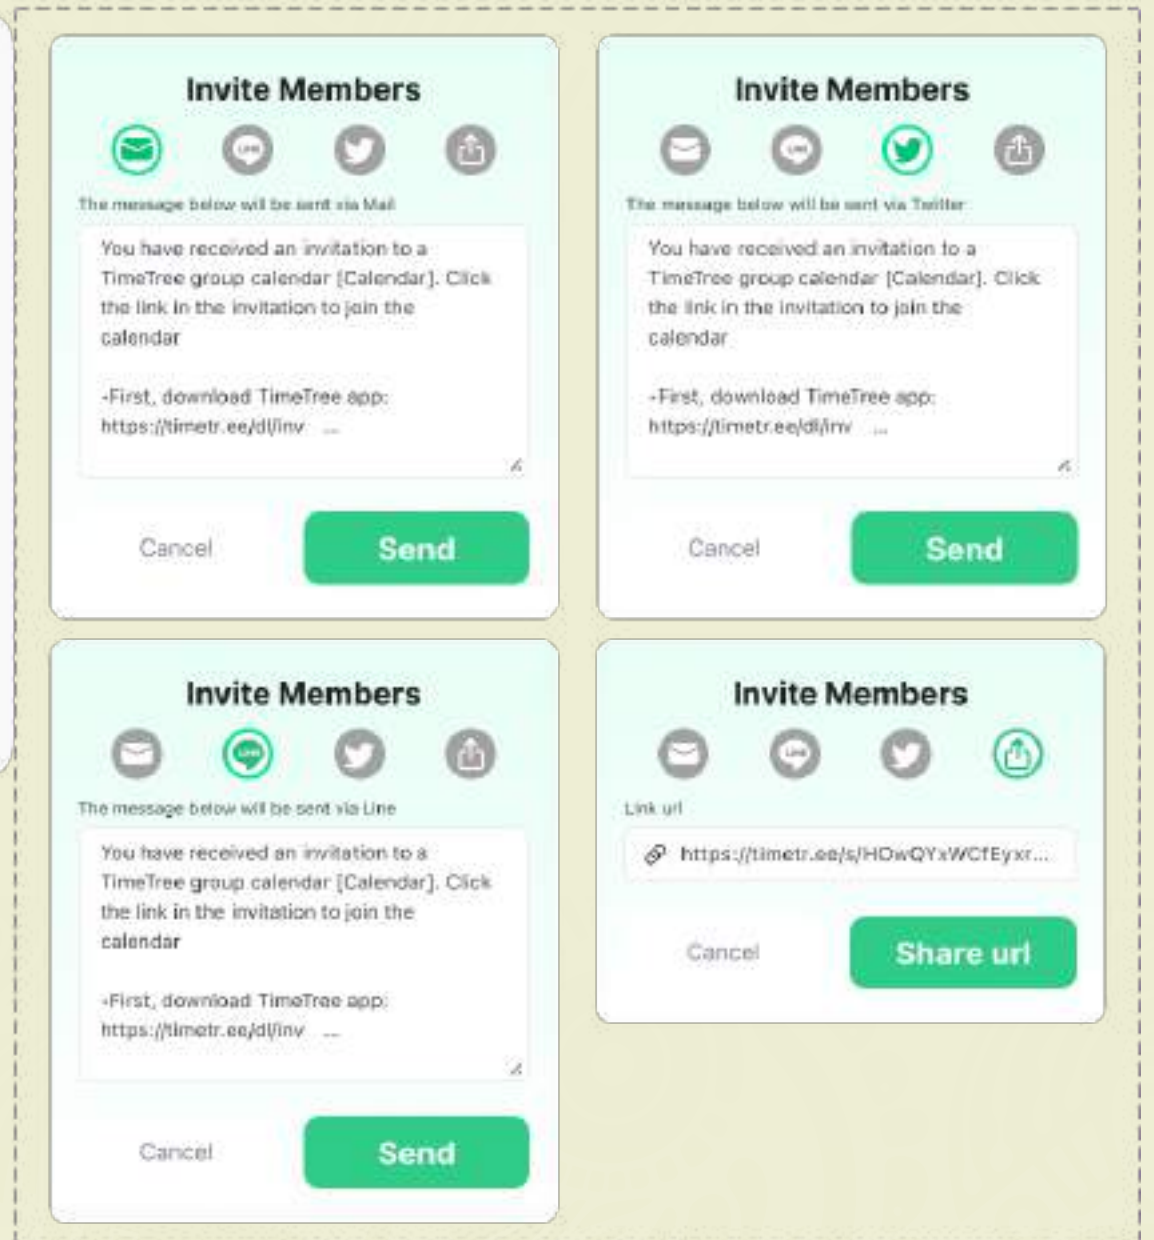 Invite Members
LINE
The message below will be sent via Mail
You have received an invitation to a
TimeTree group calendar [Calendar]. Click
the link in the invitation to join the
calendar
-First, download TimeTree app:
https://timetr.ee/dl/inv ...
Cancel
Send
Invite Members
LINE
The message below will be sent via Twitter
You have received an invitation to a
TimeTree group calendar [Calendar]. Click
the link in the invitation to join the
calendar
-First, download TimeTree app:
https://timetr.ee/dl/inv ...
Cancel
Send
Invite Members
LINE
The message below will be sent via Line
You have received an invitation to a
TimeTree group calendar [Calendar]. Click
the link in the invitation to join the
calendar
-First, download TimeTree app:
https://timetr.ee/dl/inv ...
Cancel
Send
Invite Members
LINE
Link url
https://timetr.ee/s/HOwQYxWCfEyxr...
Cancel
Share url